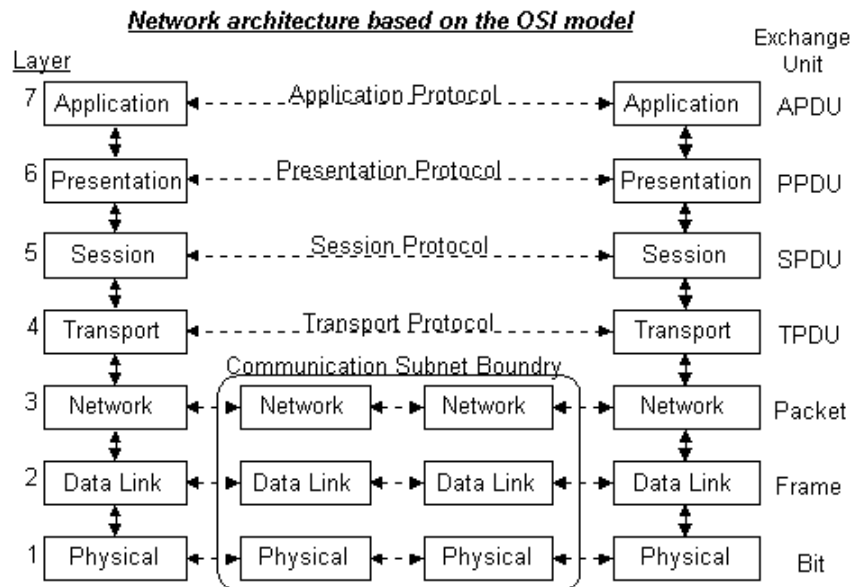 Network architecture based on the OSI model
Exchange
Unit
Layer
7 Application Application Protocol Application APDU
6 Presentation Presentation Protocol Presentation PPDU
5 Session Session Protocol Session SPDU
4 Transport Transport Protocol Transport TPDU
Communication Subnet Boundry
3 Network Network Network Network Packet
2 Data Link Data Link Data Link Data Link Frame
1 Physical Physical Physical Physical Bit